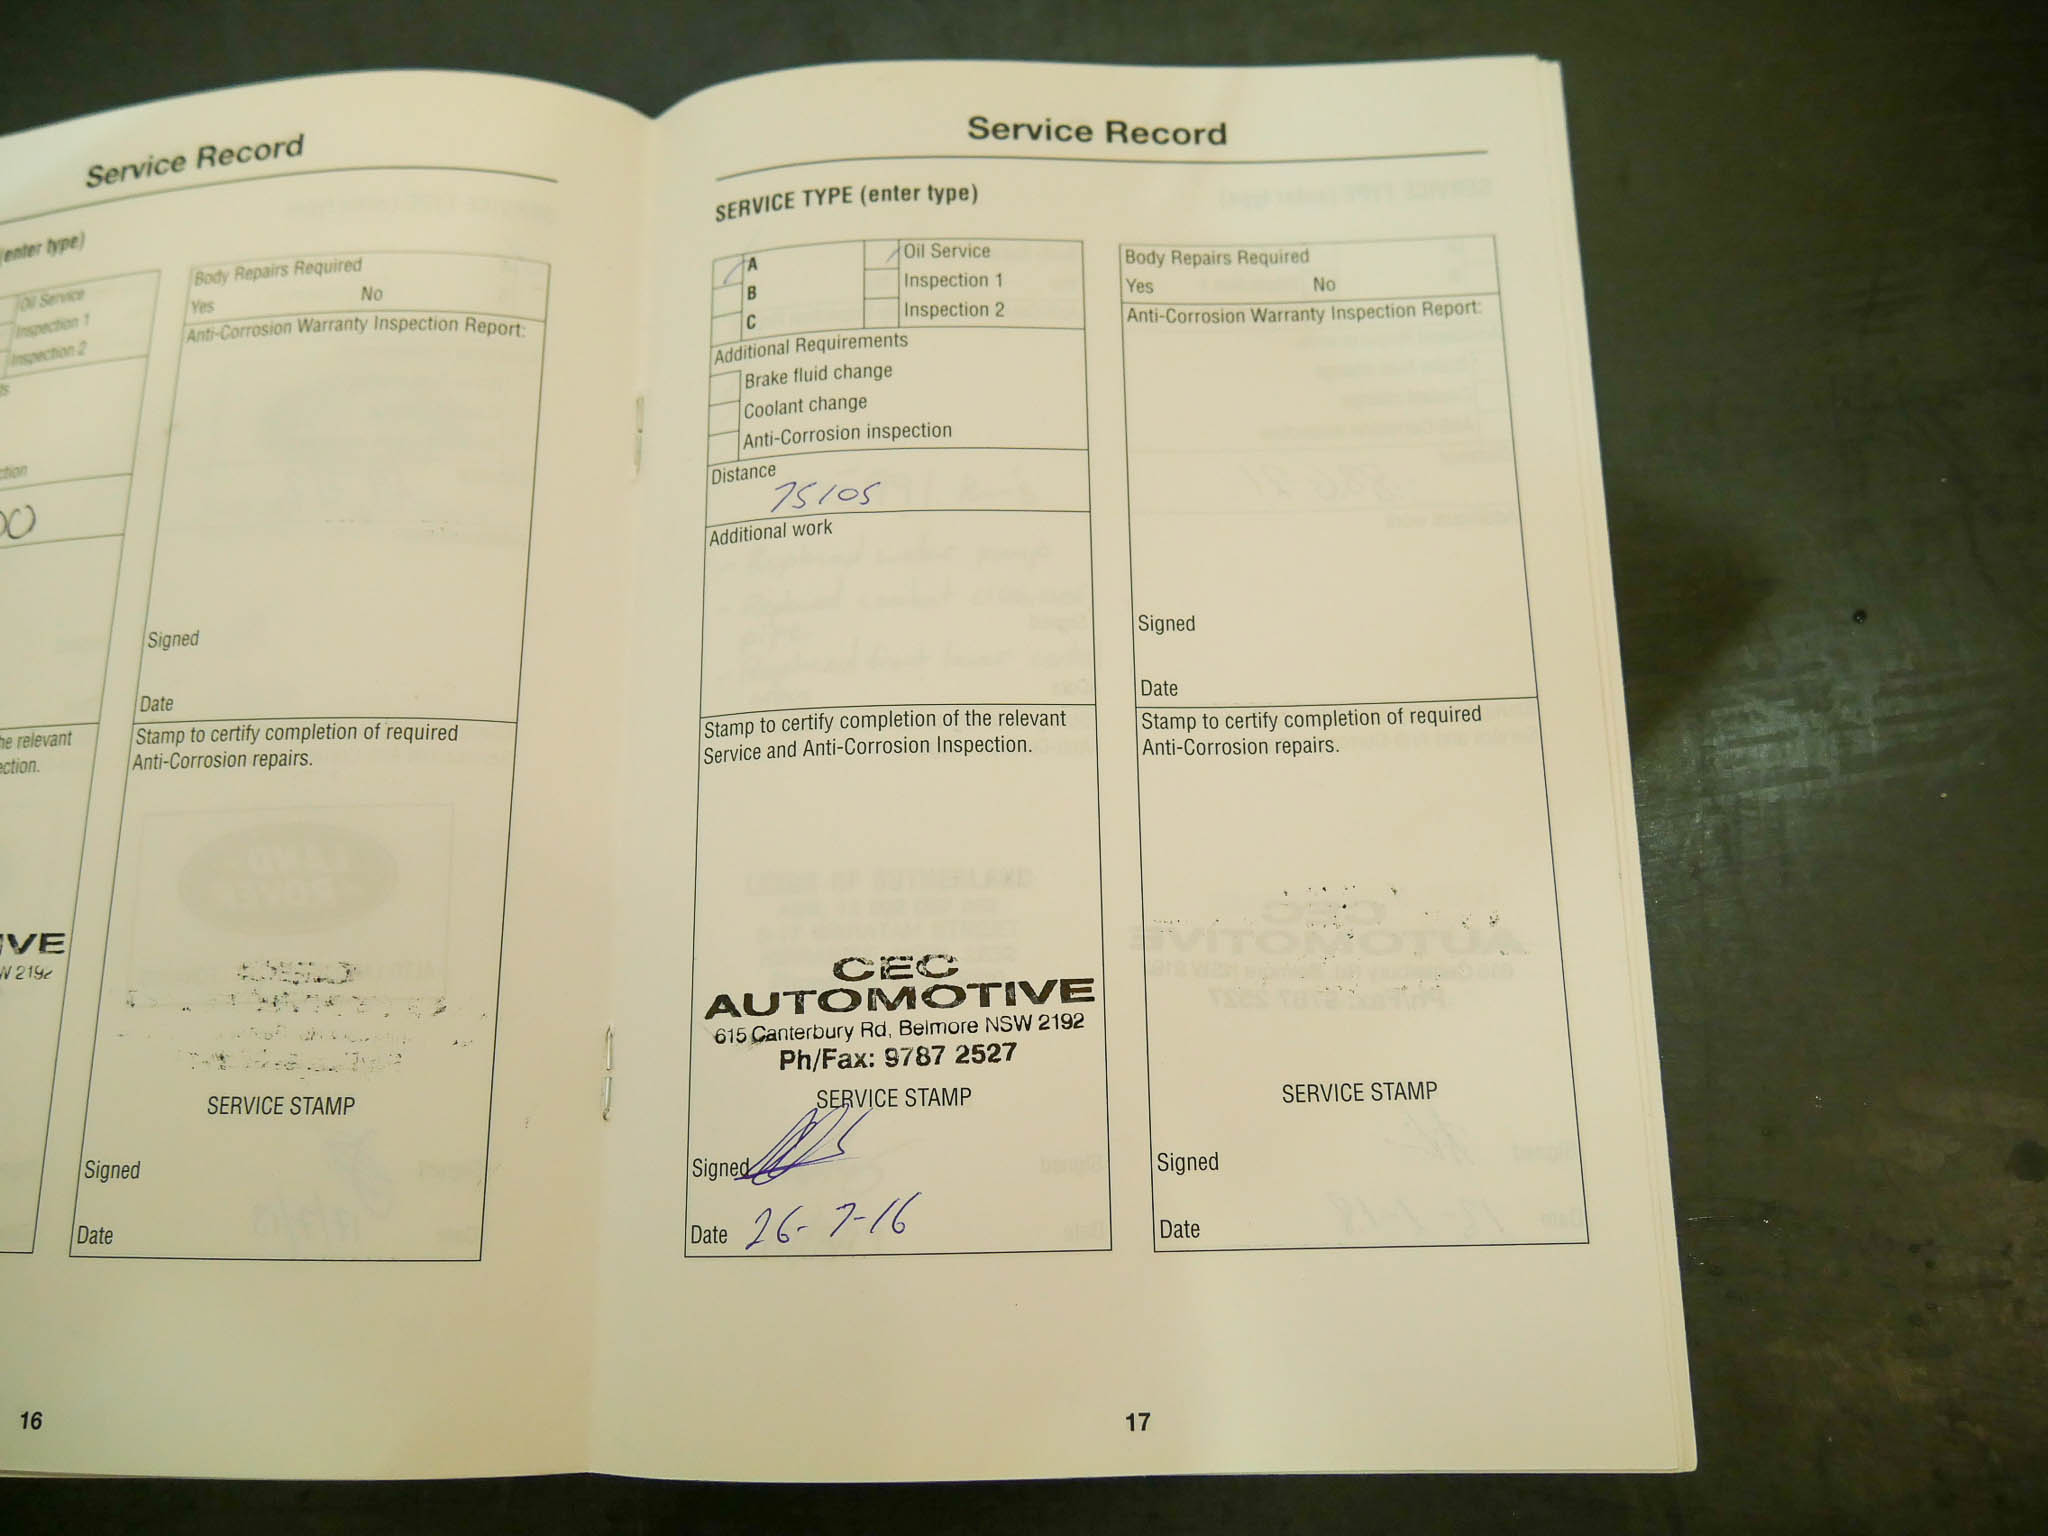 Service Record
(enter type)
Oil Service
Inspection 1
Inspection 2
00
W 2192
16
Body Repairs Required
Yes No
Anti-Corrosion Warranty Inspection Report:
Signed
Date
Stamp to certify completion of required
Anti-Corrosion repairs.
SERVICE STAMP
Signed
Date
Service Record
SERVICE TYPE (enter type)
A
B
C
Oil Service
Inspection 1
Inspection 2
Additional Requirements
Brake fluid change
Coolant change
Anti-Corrosion inspection
Distance
75105
Additional work
Stamp to certify completion of the relevant
Service and Anti-Corrosion Inspection.
CEC
AUTOMOTIVE
615 Canterbury Rd, Belmore NSW 2192
Ph/Fax: 9787 2527
SERVICE STAMP
Signed
Date 26-7-16
Body Repairs Required
Yes No
Anti-Corrosion Warranty Inspection Report:
Signed
Date
Stamp to certify completion of required
Anti-Corrosion repairs.
SERVICE STAMP
Signed
Date
17